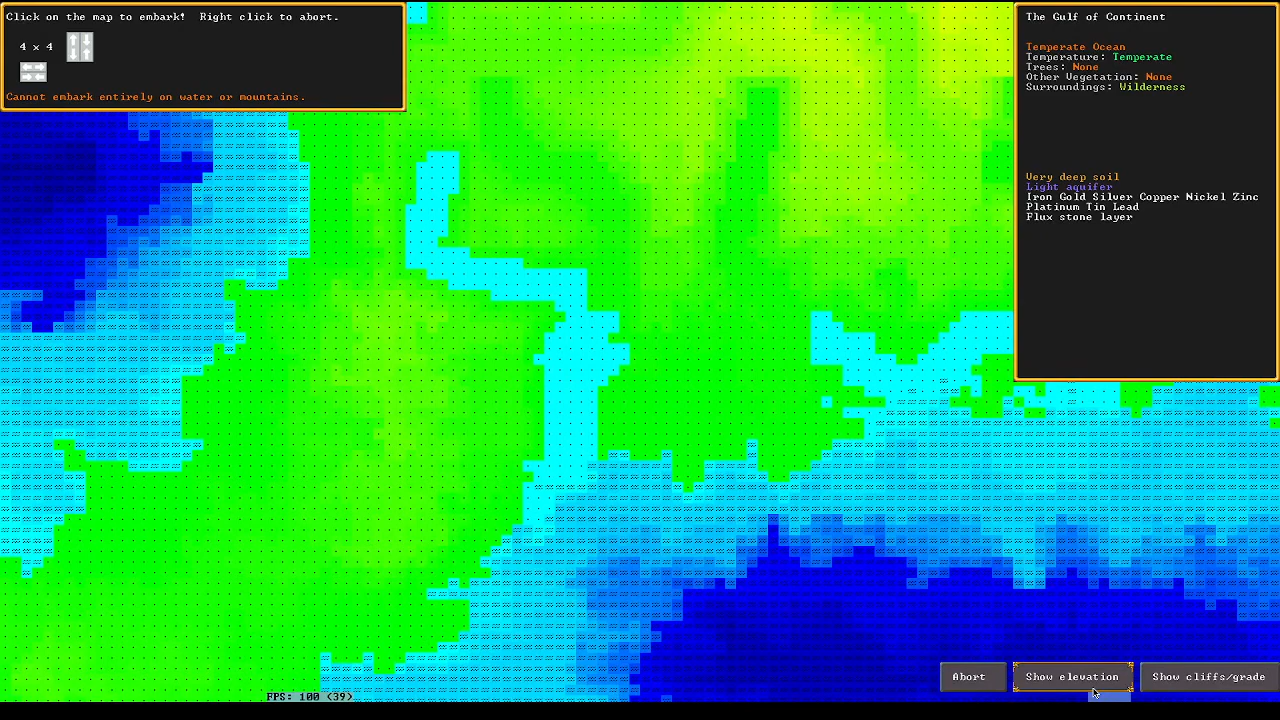 Click on the map to embark!  Right click to abort.
4 x 4
Cannot embark entirely on water or mountains.
The Gulf of Continent
Temperate Ocean
Temperature: Temperate
Trees: None
Other Vegetation: None
Surroundings: Wilderness
Very deep soil
Light aquifer
Iron Gold Silver Copper Nickel Zinc
Platinum Tin Lead
Flux stone layer
Abort
Show elevation
Show cliffs/grade
FPS: 100 (39)